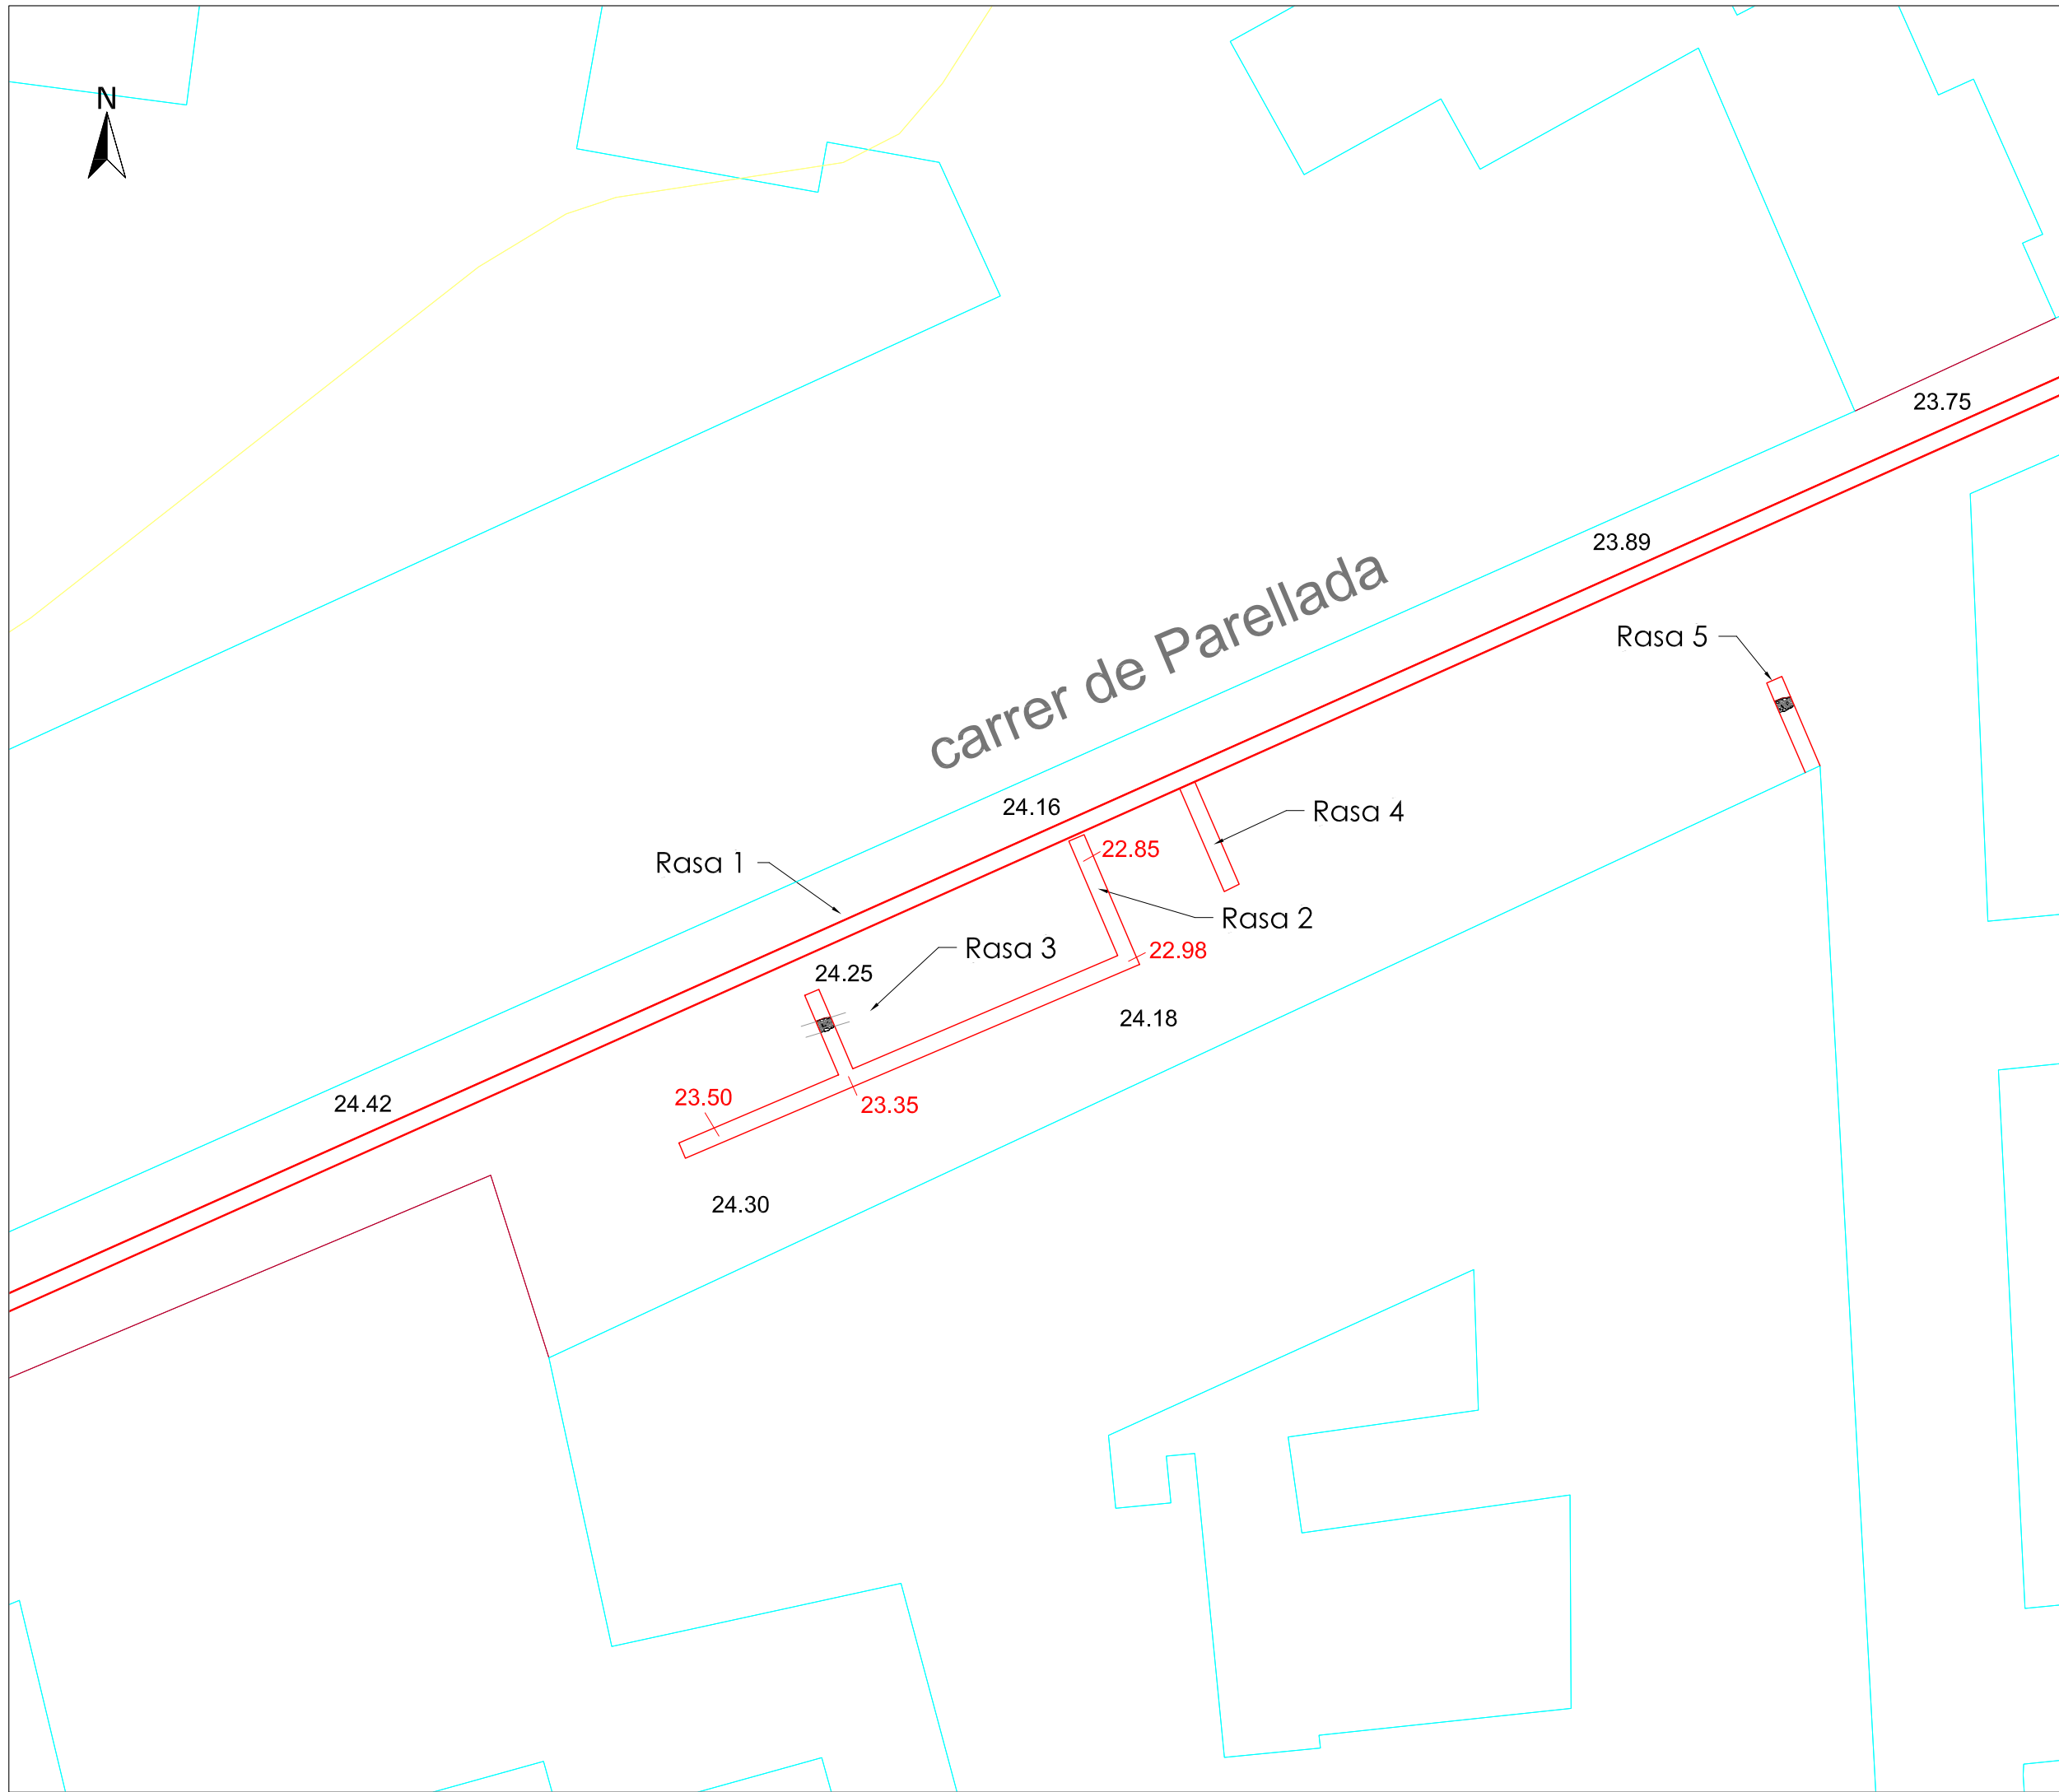 N
23.75
23.89
carrer de Parellada
Rasa 5
24.16
Rasa 4
22.85
Rasa 1
Rasa 2
Rasa 3
22.98
24.25
24.18
23.50
24.42
23.35
24.30